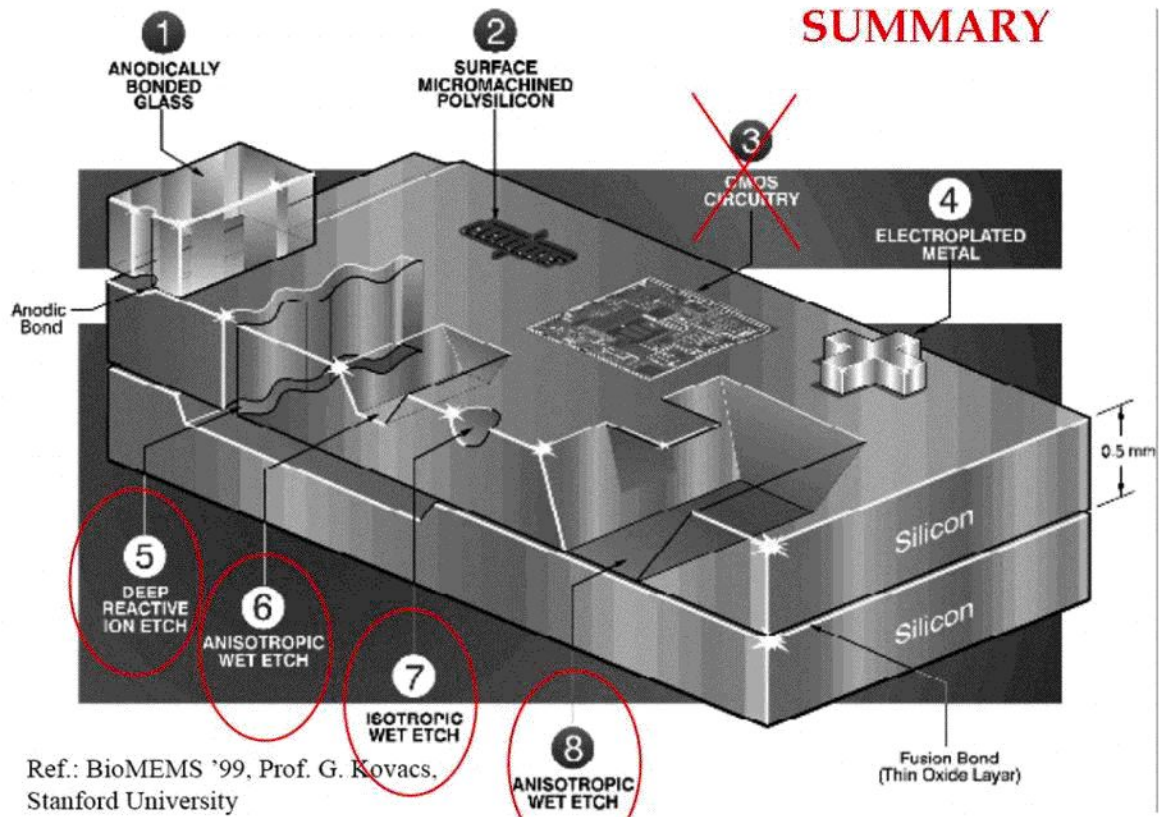 SUMMARY
1
ANODICALLY
BONDED
GLASS
2
SURFACE
MICROMACHINED
POLYSILICON
3
CMOS
CIRCUITRY
4
ELECTROPLATED
METAL
Anodic
Bond
0.5 mm
Silicon
Silicon
5
DEEP
REACTIVE
ION ETCH
6
ANISOTROPIC
WET ETCH
7
ISOTROPIC
WET ETCH
8
ANISOTROPIC
WET ETCH
Fusion Bond
(Thin Oxide Layer)
Ref.: BioMEMS ’99, Prof. G. Kovacs,
Stanford University